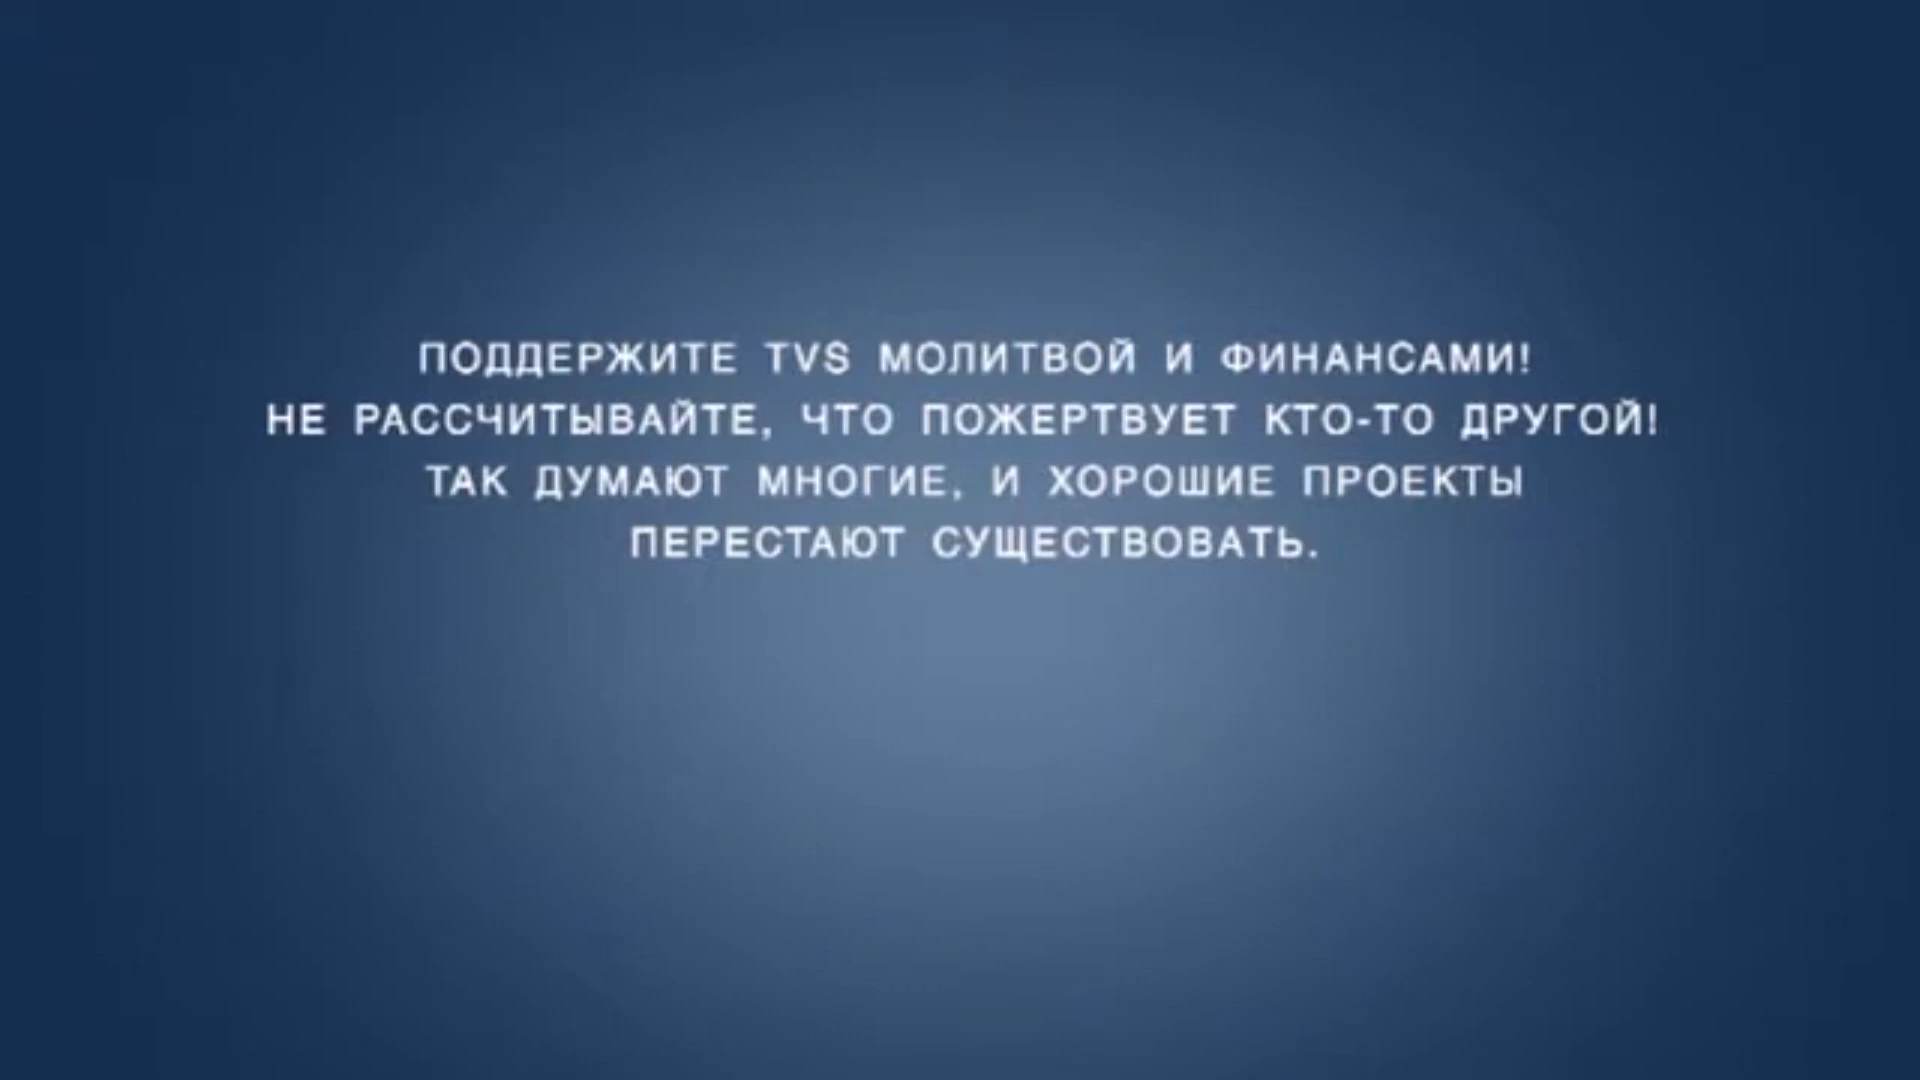 ПОДДЕРЖИТЕ TVS МОЛИТВОЙ И ФИНАНСАМИ!
НЕ РАССЧИТЫВАЙТЕ, ЧТО ПОЖЕРТВУЕТ КТО-ТО ДРУГОЙ!
ТАК ДУМАЮТ МНОГИЕ, И ХОРОШИЕ ПРОЕКТЫ
ПЕРЕСТАЮТ СУЩЕСТВОВАТЬ.